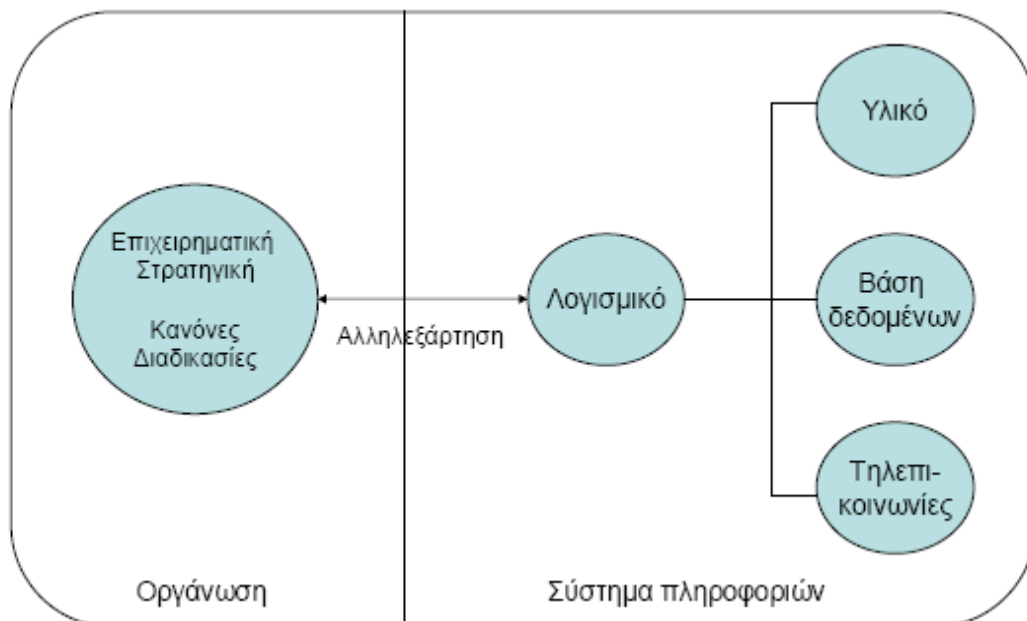 Επιχειρηματική
Στρατηγική
Κανόνες
Διαδικασίες
Αλληλεξάρτηση
Λογισμικό
Υλικό
Βάση
δεδομένων
Τηλεπι-
κοινωνίες
Οργάνωση
Σύστημα πληροφοριών